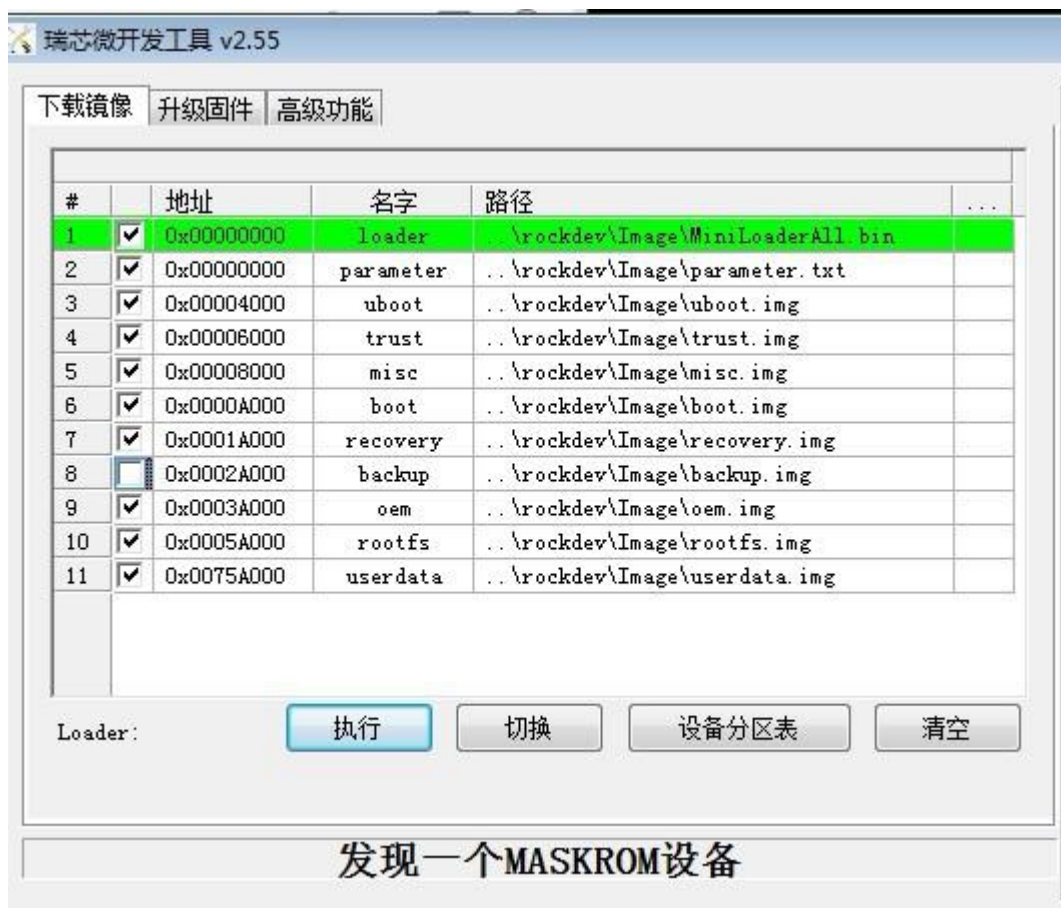 瑞芯微开发工具 v2.55
下载镜像 升级固件 高级功能
# 地址 名字 路径 ...
1 0x00000000 loader ..\rockdev\Image\MiniLoaderAll.bin
2 0x00000000 parameter ..\rockdev\Image\parameter.txt
3 0x00004000 uboot ..\rockdev\Image\uboot.img
4 0x00006000 trust ..\rockdev\Image\trust.img
5 0x00008000 misc ..\rockdev\Image\misc.img
6 0x0000A000 boot ..\rockdev\Image\boot.img
7 0x0001A000 recovery ..\rockdev\Image\recovery.img
8 0x0002A000 backup ..\rockdev\Image\backup.img
9 0x0003A000 oem ..\rockdev\Image\oem.img
10 0x0005A000 rootfs ..\rockdev\Image\rootfs.img
11 0x0075A000 userdata ..\rockdev\Image\userdata.img
Loader: 执行 切换 设备分区表 清空
发现一个MASKROM设备